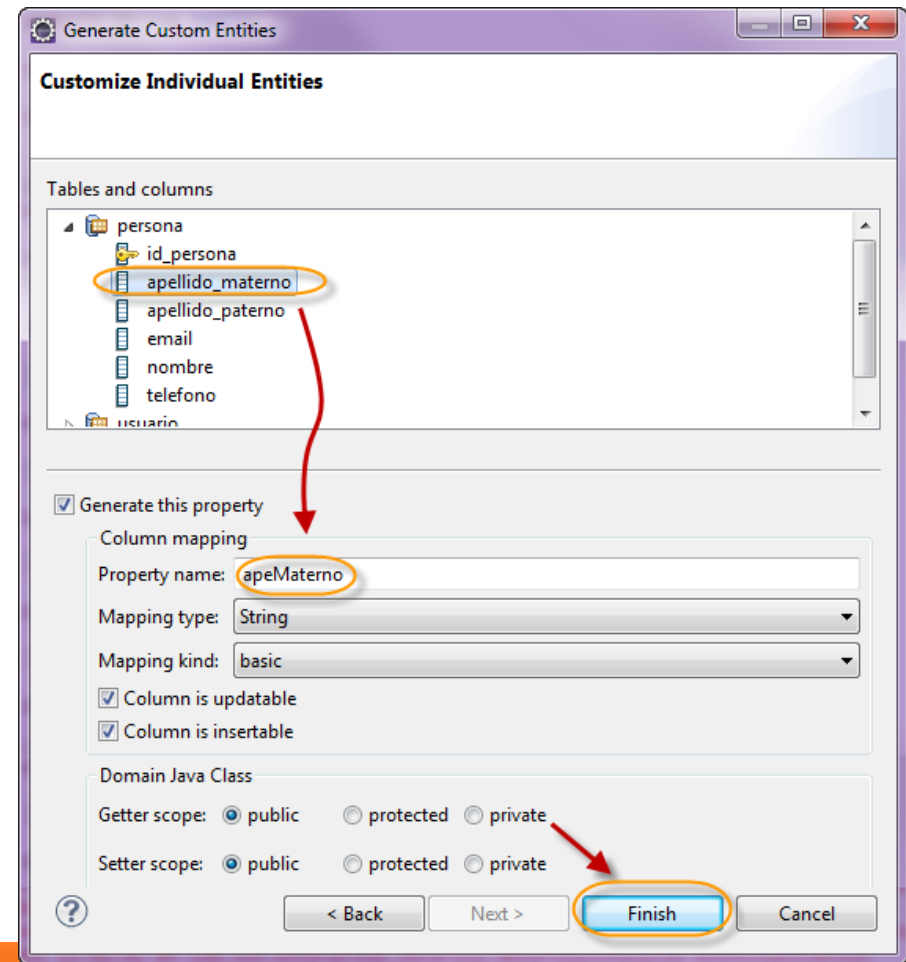 Generate Custom Entities
Customize Individual Entities
Tables and columns
persona
id_persona
apellido_materno
apellido_paterno
email
nombre
telefono
usuario
Generate this property
Column mapping
Property name: apeMaterno
Mapping type: String
Mapping kind: basic
Column is updatable
Column is insertable
Domain Java Class
Getter scope: public protected private
Setter scope: public protected private
? < Back Next > Finish Cancel